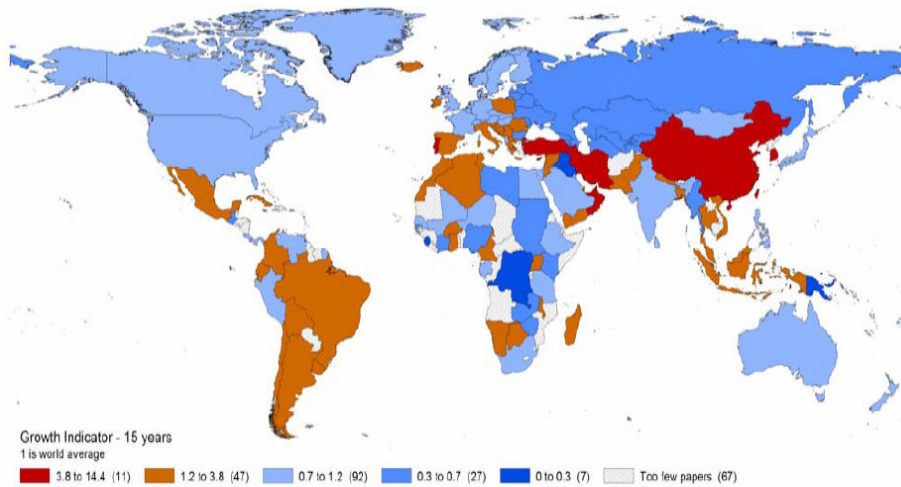 Growth Indicator - 15 years
1 is world average
3.8 to 14.4 (11) 1.2 to 3.8 (47) 0.7 to 1.2 (92) 0.3 to 0.7 (27) 0 to 0.3 (7) Too few papers (67)